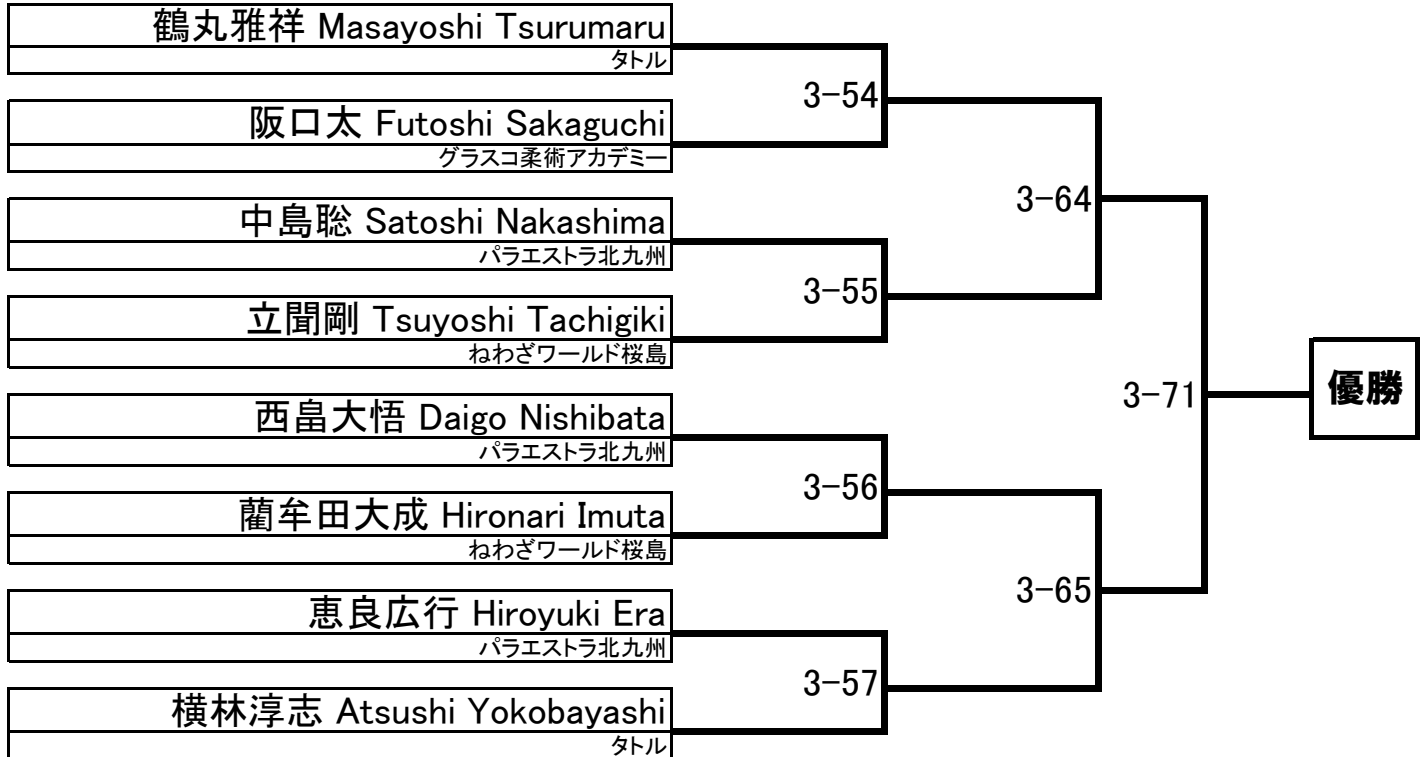 鶴丸雅祥 Masayoshi Tsurumaru
タトル
3-54
阪口太 Futoshi Sakaguchi
グラスコ柔術アカデミー
3-64
中島聡 Satoshi Nakashima
パラエストラ北九州
3-55
立聞剛 Tsuyoshi Tachigiki
ねわざワールド桜島
3-71
優勝
西畠大悟 Daigo Nishibata
パラエストラ北九州
3-56
藺牟田大成 Hironari Imuta
ねわざワールド桜島
3-65
恵良広行 Hiroyuki Era
パラエストラ北九州
3-57
横林淳志 Atsushi Yokobayashi
タトル